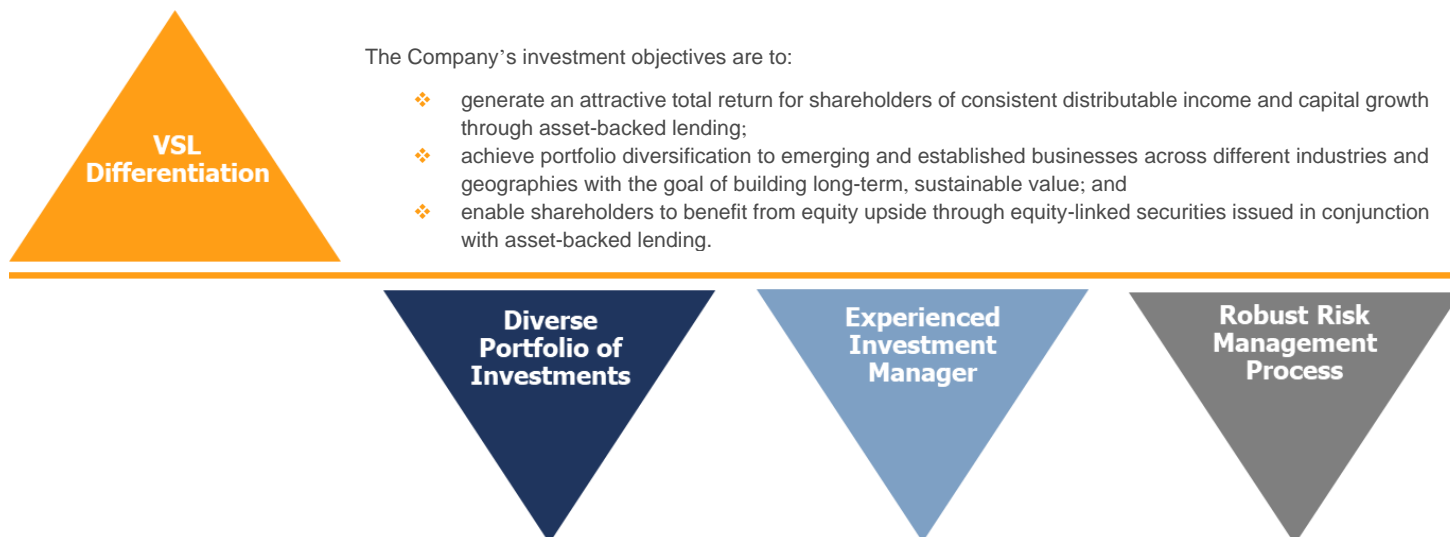 VSL
Differentiation
The Company’s investment objectives are to:
❖ generate an attractive total return for shareholders of consistent distributable income and capital growth
through asset-backed lending;
❖ achieve portfolio diversification to emerging and established businesses across different industries and
geographies with the goal of building long-term, sustainable value; and
❖ enable shareholders to benefit from equity upside through equity-linked securities issued in conjunction
with asset-backed lending.
Diverse
Portfolio of
Investments
Experienced
Investment
Manager
Robust Risk
Management
Process